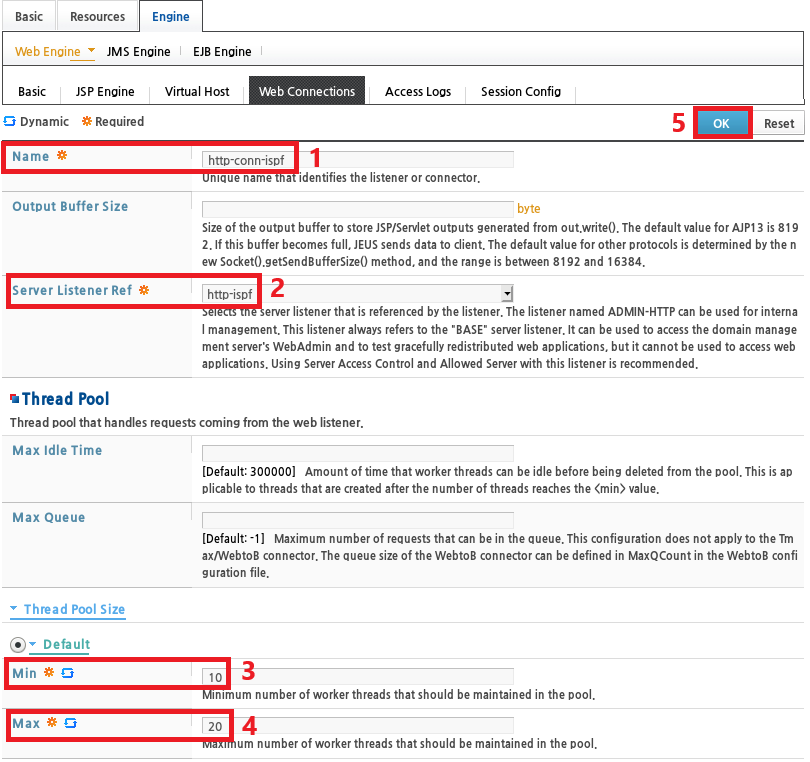 Basic Resources Engine
Web Engine JMS Engine EJB Engine
Basic JSP Engine Virtual Host Web Connections Access Logs Session Config
Dynamic Required 5 OK Reset
Name http-conn-ispf 1
Unique name that identifies the listener or connector.
Output Buffer Size byte
Size of the output buffer to store JSP/Servlet outputs generated from out.write(). The default value for AJP13 is 819
2. If this buffer becomes full, JEUS sends data to client. The default value for other protocols is determined by the n
ew Socket().getSendBufferSize() method, and the range is between 8192 and 16384.
Server Listener Ref http-ispf 2
Selects the server listener that is referenced by the listener. The listener named ADMIN-HTTP can be used for interna
l management. This listener always refers to the "BASE" server listener. It can be used to access the domain manage
ment server's WebAdmin and to test gracefully redistributed web applications, but it cannot be used to access web
applications. Using Server Access Control and Allowed Server with this listener is recommended.
Thread Pool
Thread pool that handles requests coming from the web listener.
Max Idle Time
[Default: 300000] Amount of time that worker threads can be idle before being deleted from the pool. This is ap
plicable to threads that are created after the number of threads reaches the <min> value.
Max Queue
[Default: -1] Maximum number of requests that can be in the queue. This configuration does not apply to the Tm
ax/WebtoB connector. The queue size of the WebtoB connector can be defined in MaxQCount in the WebtoB confi
guration file.
Thread Pool Size
Default
Min 10 3
Minimum number of worker threads that should be maintained in the pool.
Max 20 4
Maximum number of worker threads that should be maintained in the pool.